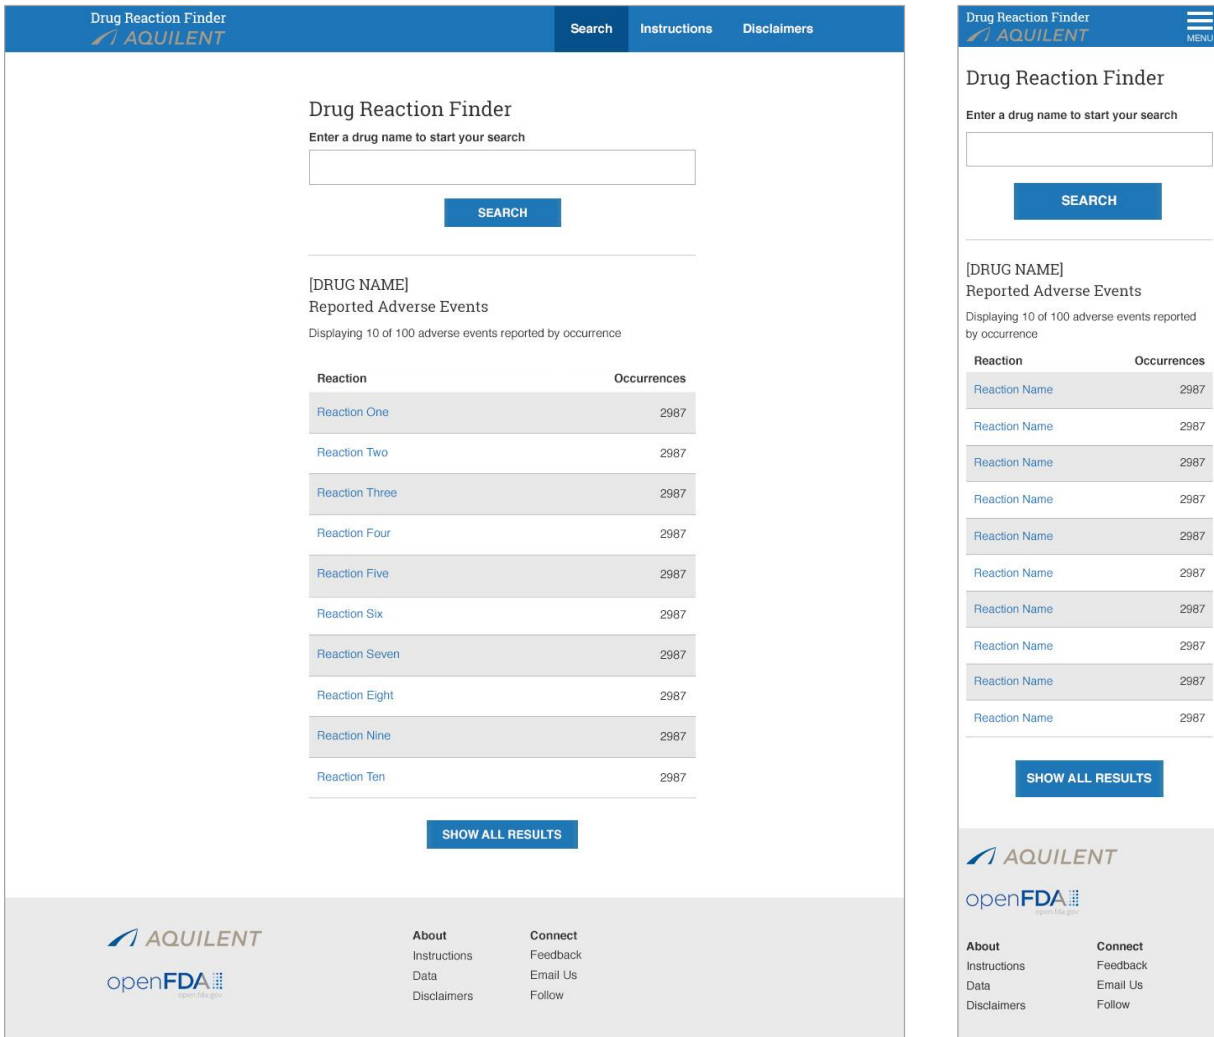 Drug Reaction Finder
AQUILENT
Search Instructions Disclaimers
Drug Reaction Finder
Enter a drug name to start your search
SEARCH
[DRUG NAME]
Reported Adverse Events
Displaying 10 of 100 adverse events reported by occurrence
Reaction Occurrences
Reaction One 2987
Reaction Two 2987
Reaction Three 2987
Reaction Four 2987
Reaction Five 2987
Reaction Six 2987
Reaction Seven 2987
Reaction Eight 2987
Reaction Nine 2987
Reaction Ten 2987
SHOW ALL RESULTS
AQUILENT
openFDA
open.fda.gov
About
Instructions
Data
Disclaimers
Connect
Feedback
Email Us
Follow
Drug Reaction Finder
AQUILENT
MENU
Drug Reaction Finder
Enter a drug name to start your search
SEARCH
[DRUG NAME]
Reported Adverse Events
Displaying 10 of 100 adverse events reported
by occurrence
Reaction Occurrences
Reaction Name 2987
Reaction Name 2987
Reaction Name 2987
Reaction Name 2987
Reaction Name 2987
Reaction Name 2987
Reaction Name 2987
Reaction Name 2987
Reaction Name 2987
Reaction Name 2987
SHOW ALL RESULTS
AQUILENT
openFDA
open.fda.gov
About
Instructions
Data
Disclaimers
Connect
Feedback
Email Us
Follow